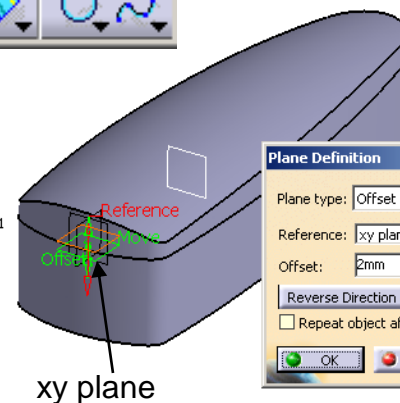 Plane Definition
Plane type: Offset
Reference: xy plan
Offset: 2mm
Reverse Direction
Repeat object af
OK
1
Reference
Move
Offset
xy plane